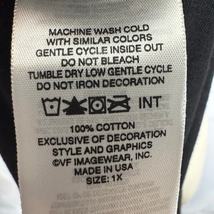 MACHINE WASH COLD
WITH SIMILAR COLORS
GENTLE CYCLE INSIDE OUT
DO NOT BLEACH
TUMBLE DRY LOW GENTLE CYCLE
DO NOT IRON DECORATION
INT
100% COTTON
EXCLUSIVE OF DECORATION
STYLE AND GRAPHICS
©VF IMAGEWEAR, INC.
MADE IN USA
SIZE: 1X